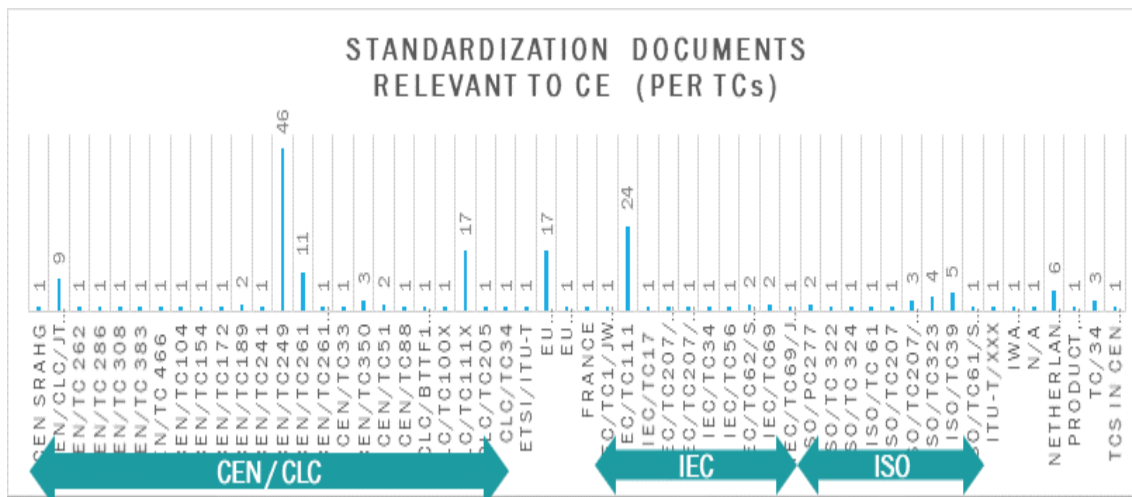 STANDARDIZATION DOCUMENTS
RELEVANT TO CE (PER TCs)
1 9 1 1 1 1 1 1 1 1 2 1 46 11 1 1 3 2 1 1 1 17 1 1 1 17 1 1 1 24 1 1 1 1 1 2 2 1 2 1 1 1 1 3 4 5 1 1 1 1 6 1 3 1
CEN SRAHG
EN/CLC/JT...
EN/TC 262
EN/TC 286
EN/TC 308
EN/TC 383
N/TC 466
EN/TC104
EN/TC154
EN/TC172
EN/TC189
EN/TC241
EN/TC249
EN/TC261
EN/TC261...
CEN/TC33
EN/TC350
EN/TC51
CEN/TC88
CLC/BTTF1...
LC/TC100X
LC/TC111X
LC/TC205
CLC/TC34
ETSI/ITU-T
EU...
EU...
FRANCE
C/TC1/JW...
IEC/TC111
IEC/TC17
EC/TC207/...
EC/TC207/...
IEC/TC34
IEC/TC56
C/TC62/S...
IEC/TC69
EC/TC69/J...
SO/PC277
SO/TC 322
SO/TC 324
ISO/TC 61
ISO/TC207
SO/TC207/...
SO/TC323
ISO/TC39
O/TC61/S...
ITU-T/XXX
IWA...
N/A
NETHERLAN...
PRODUCT,...
TC/34
TCS IN CEN...
CEN/CLC
IEC
ISO